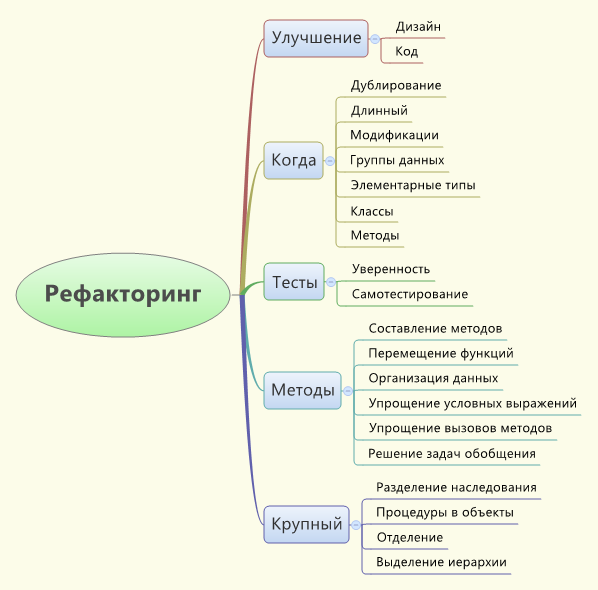 Рефакторинг
Улучшение
Дизайн
Код
Когда
Дублирование
Длинный
Модификации
Группы данных
Элементарные типы
Классы
Методы
Тесты
Уверенность
Самотестирование
Методы
Составление методов
Перемещение функций
Организация данных
Упрощение условных выражений
Упрощение вызовов методов
Решение задач обобщения
Крупный
Разделение наследования
Процедуры в объекты
Отделение
Выделение иерархии